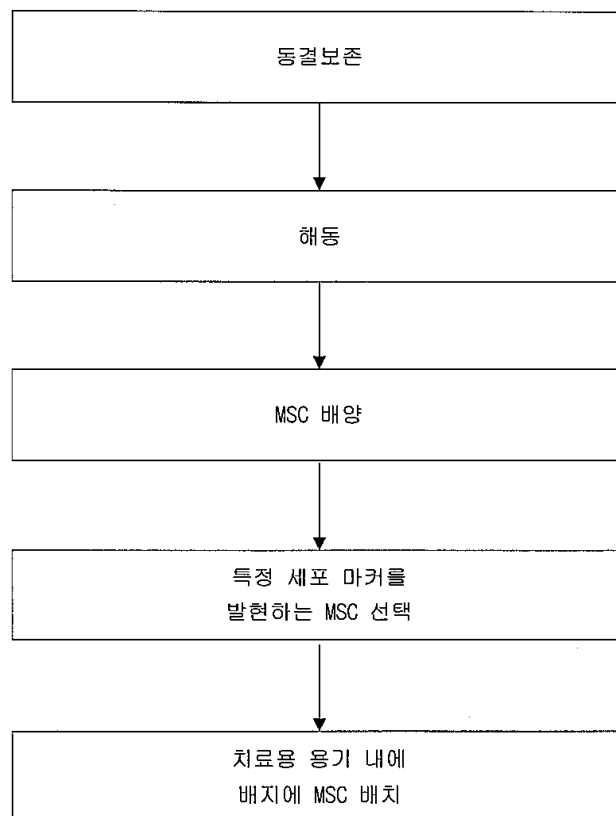 동결보존
해동
MSC 배양
특정 세포 마커를
발현하는 MSC 선택
치료용 용기 내에
배지에 MSC 배치